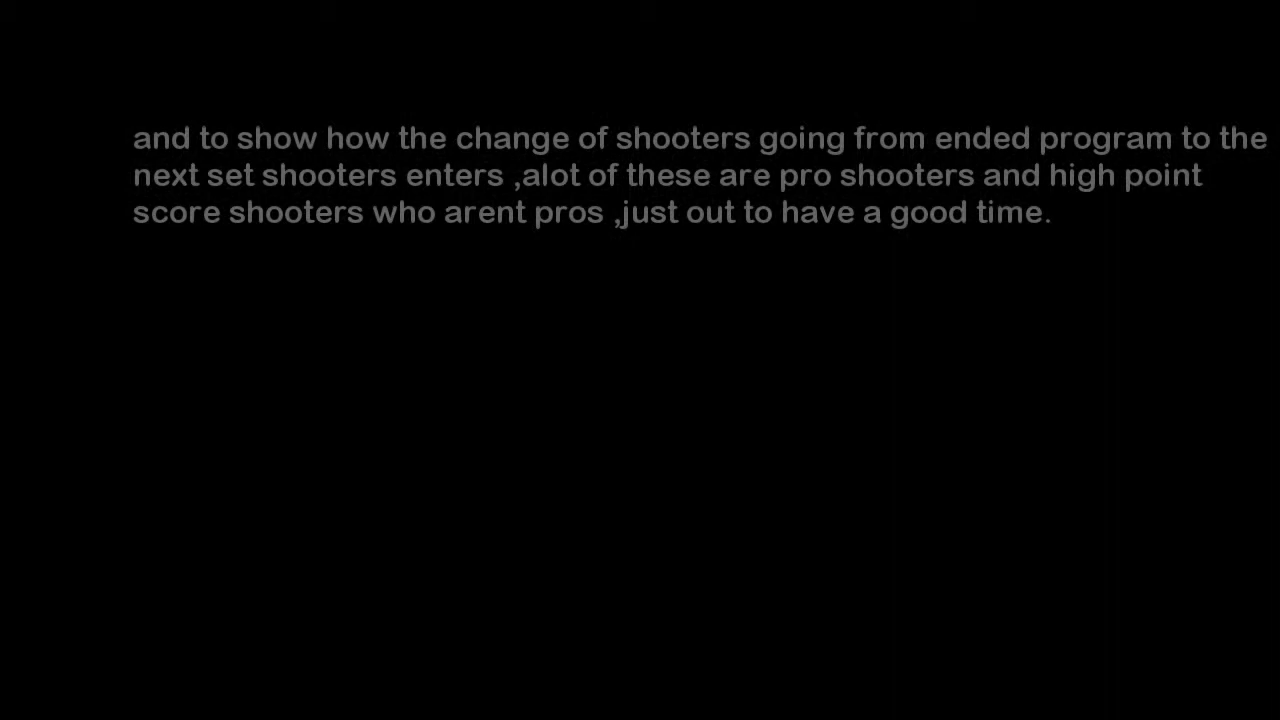 and to show how the change of shooters going from ended program to the
next set shooters enters ,alot of these are pro shooters and high point
score shooters who arent pros ,just out to have a good time.